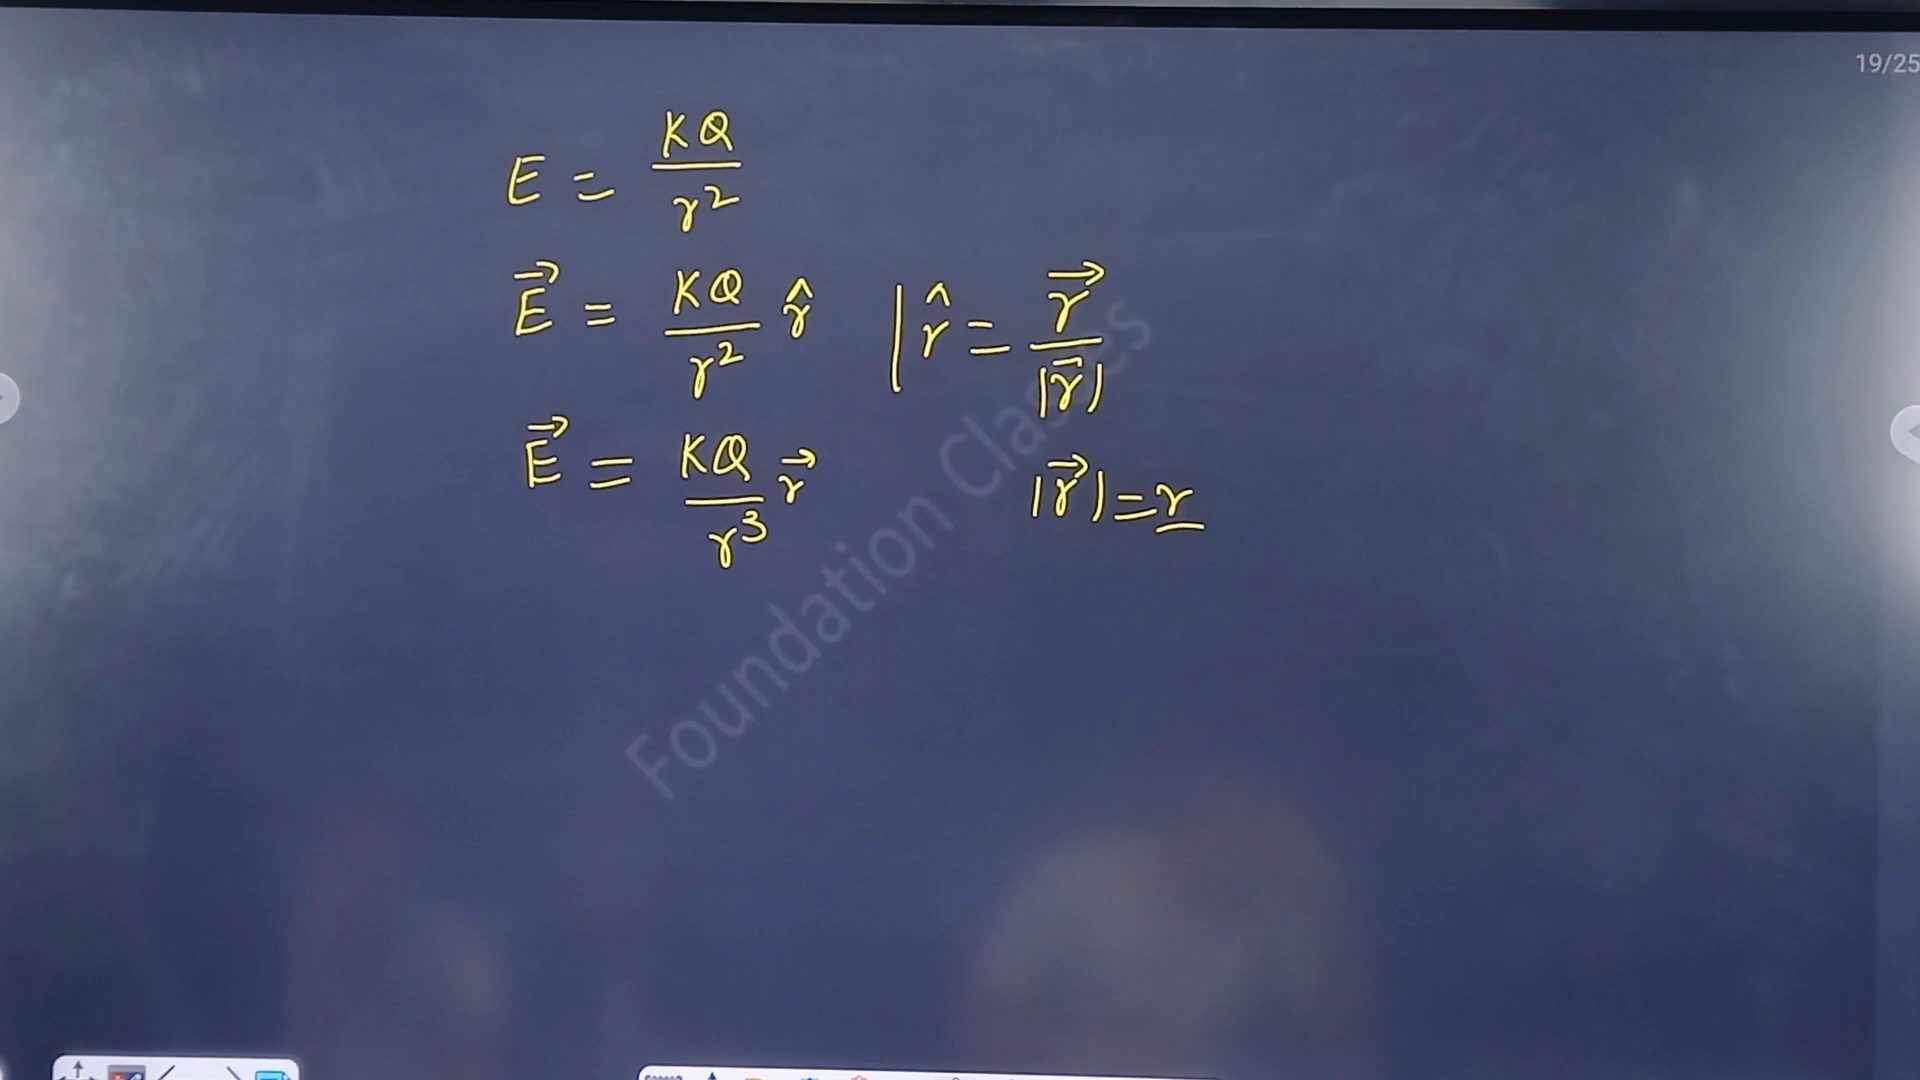 19/25
E = KQ/r²
E⃗ = KQ/r² r̂ | r̂ = r⃗/|r⃗|
E⃗ = KQ/r³ r⃗ |r⃗| = r
Foundation Classes